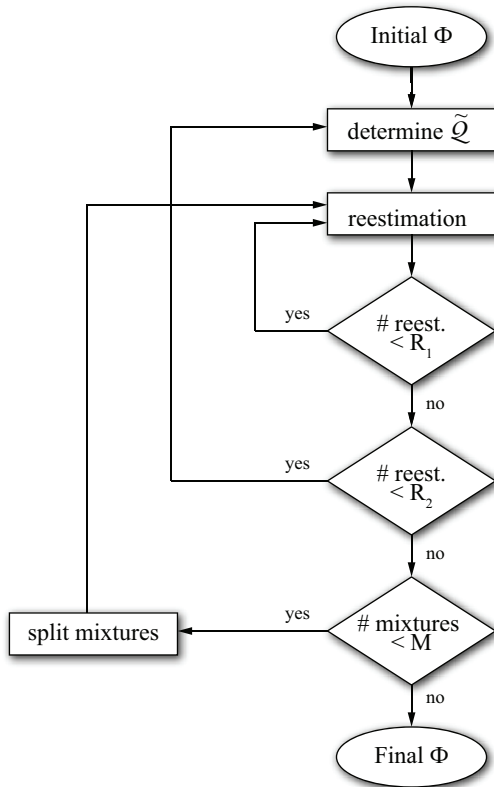 Initial Φ
determine Q̃
reestimation
yes
# reest.
< R₁
no
yes
# reest.
< R₂
no
split mixtures
yes
# mixtures
< M
no
Final Φ